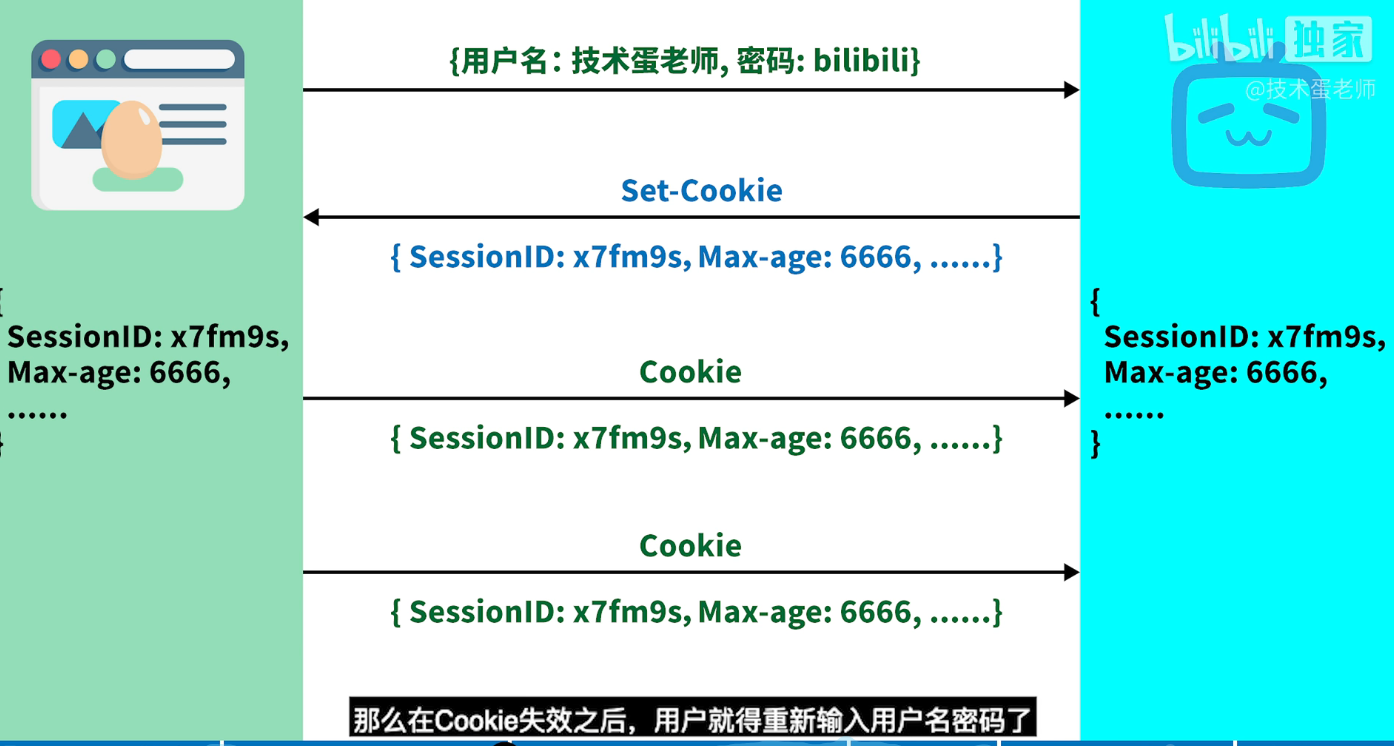 bilibili 独家
@技术蛋老师
{用户名：技术蛋老师, 密码: bilibili}
Set-Cookie
{ SessionID: x7fm9s, Max-age: 6666, ......}
{
SessionID: x7fm9s,
Max-age: 6666,
......
}
{
SessionID: x7fm9s,
Max-age: 6666,
......
}
Cookie
{ SessionID: x7fm9s, Max-age: 6666, ......}
Cookie
{ SessionID: x7fm9s, Max-age: 6666, ......}
那么在Cookie失效之后，用户就得重新输入用户名密码了